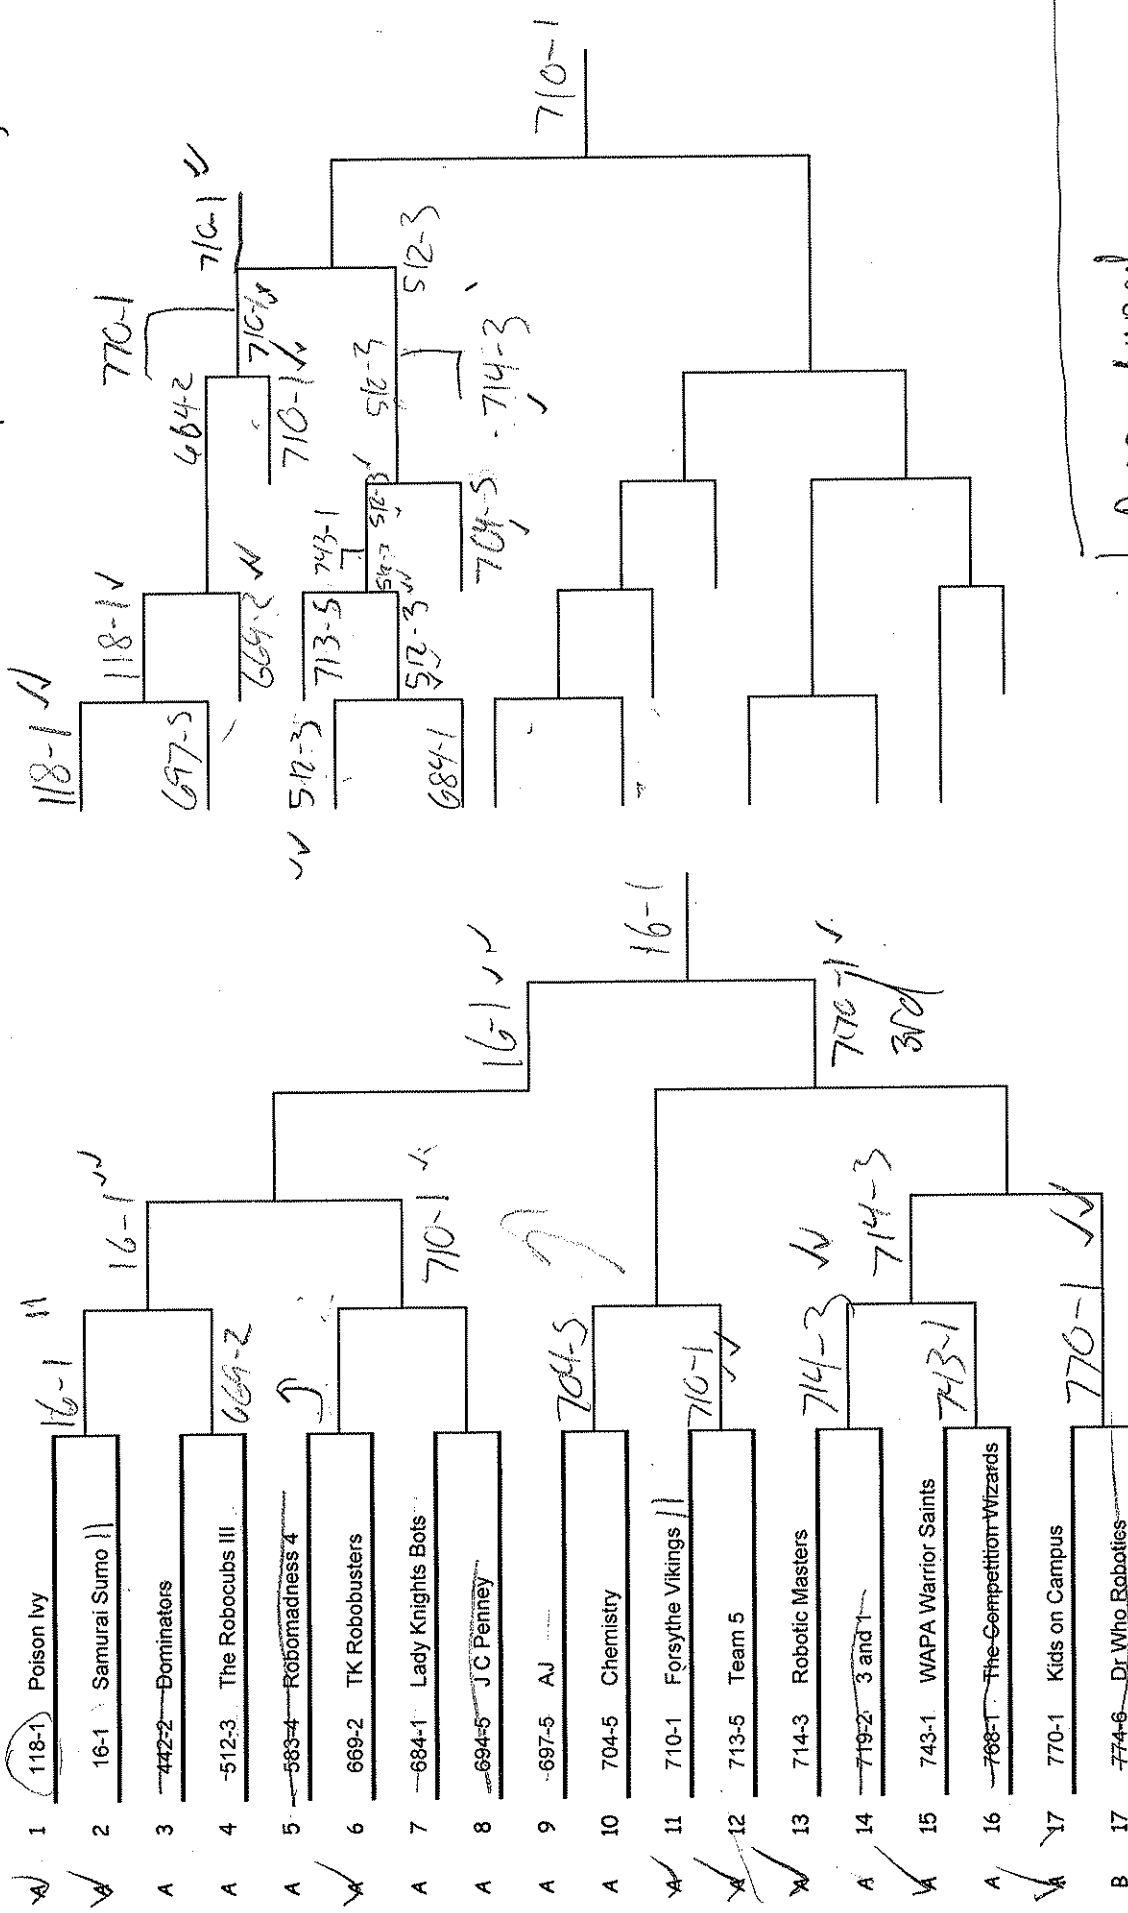 A 1 118-1 Poison Ivy
A 2 16-1 Samurai Sumo 11
A 3 442-2 Dominators
A 4 512-3 The Robocubs III
A 5 583-4 Robomadness 4
A 6 669-2 TK Robobusters
A 7 684-1 Lady Knights Bots
A 8 694-5 J C Penney
A 9 697-5 AJ
A 10 704-5 Chemistry
A 11 710-1 Forsythe Vikings 11
A 12 713-5 Team 5
A 13 714-3 Robotic Masters
A 14 719-2 3 and 1
A 15 743-1 WAPA Warrior Saints
A 16 768-1 The Competition Wizards
A 17 770-1 Kids on Campus
B 17 774-6 Dr Who Robotics
16-1 11
669-2
704-5
710-1
714-3
743-1
770-1
16-1
710-1
714-3
16-1
770-1
3rd
16-1
118-1
697-5
512-3
684-1
118-1
669-2
713-5
512-3
743-1
512-3
512-3
704-5
664-2
710-1
770-1
710-1
512-3
714-3
710-1
512-3
710-1